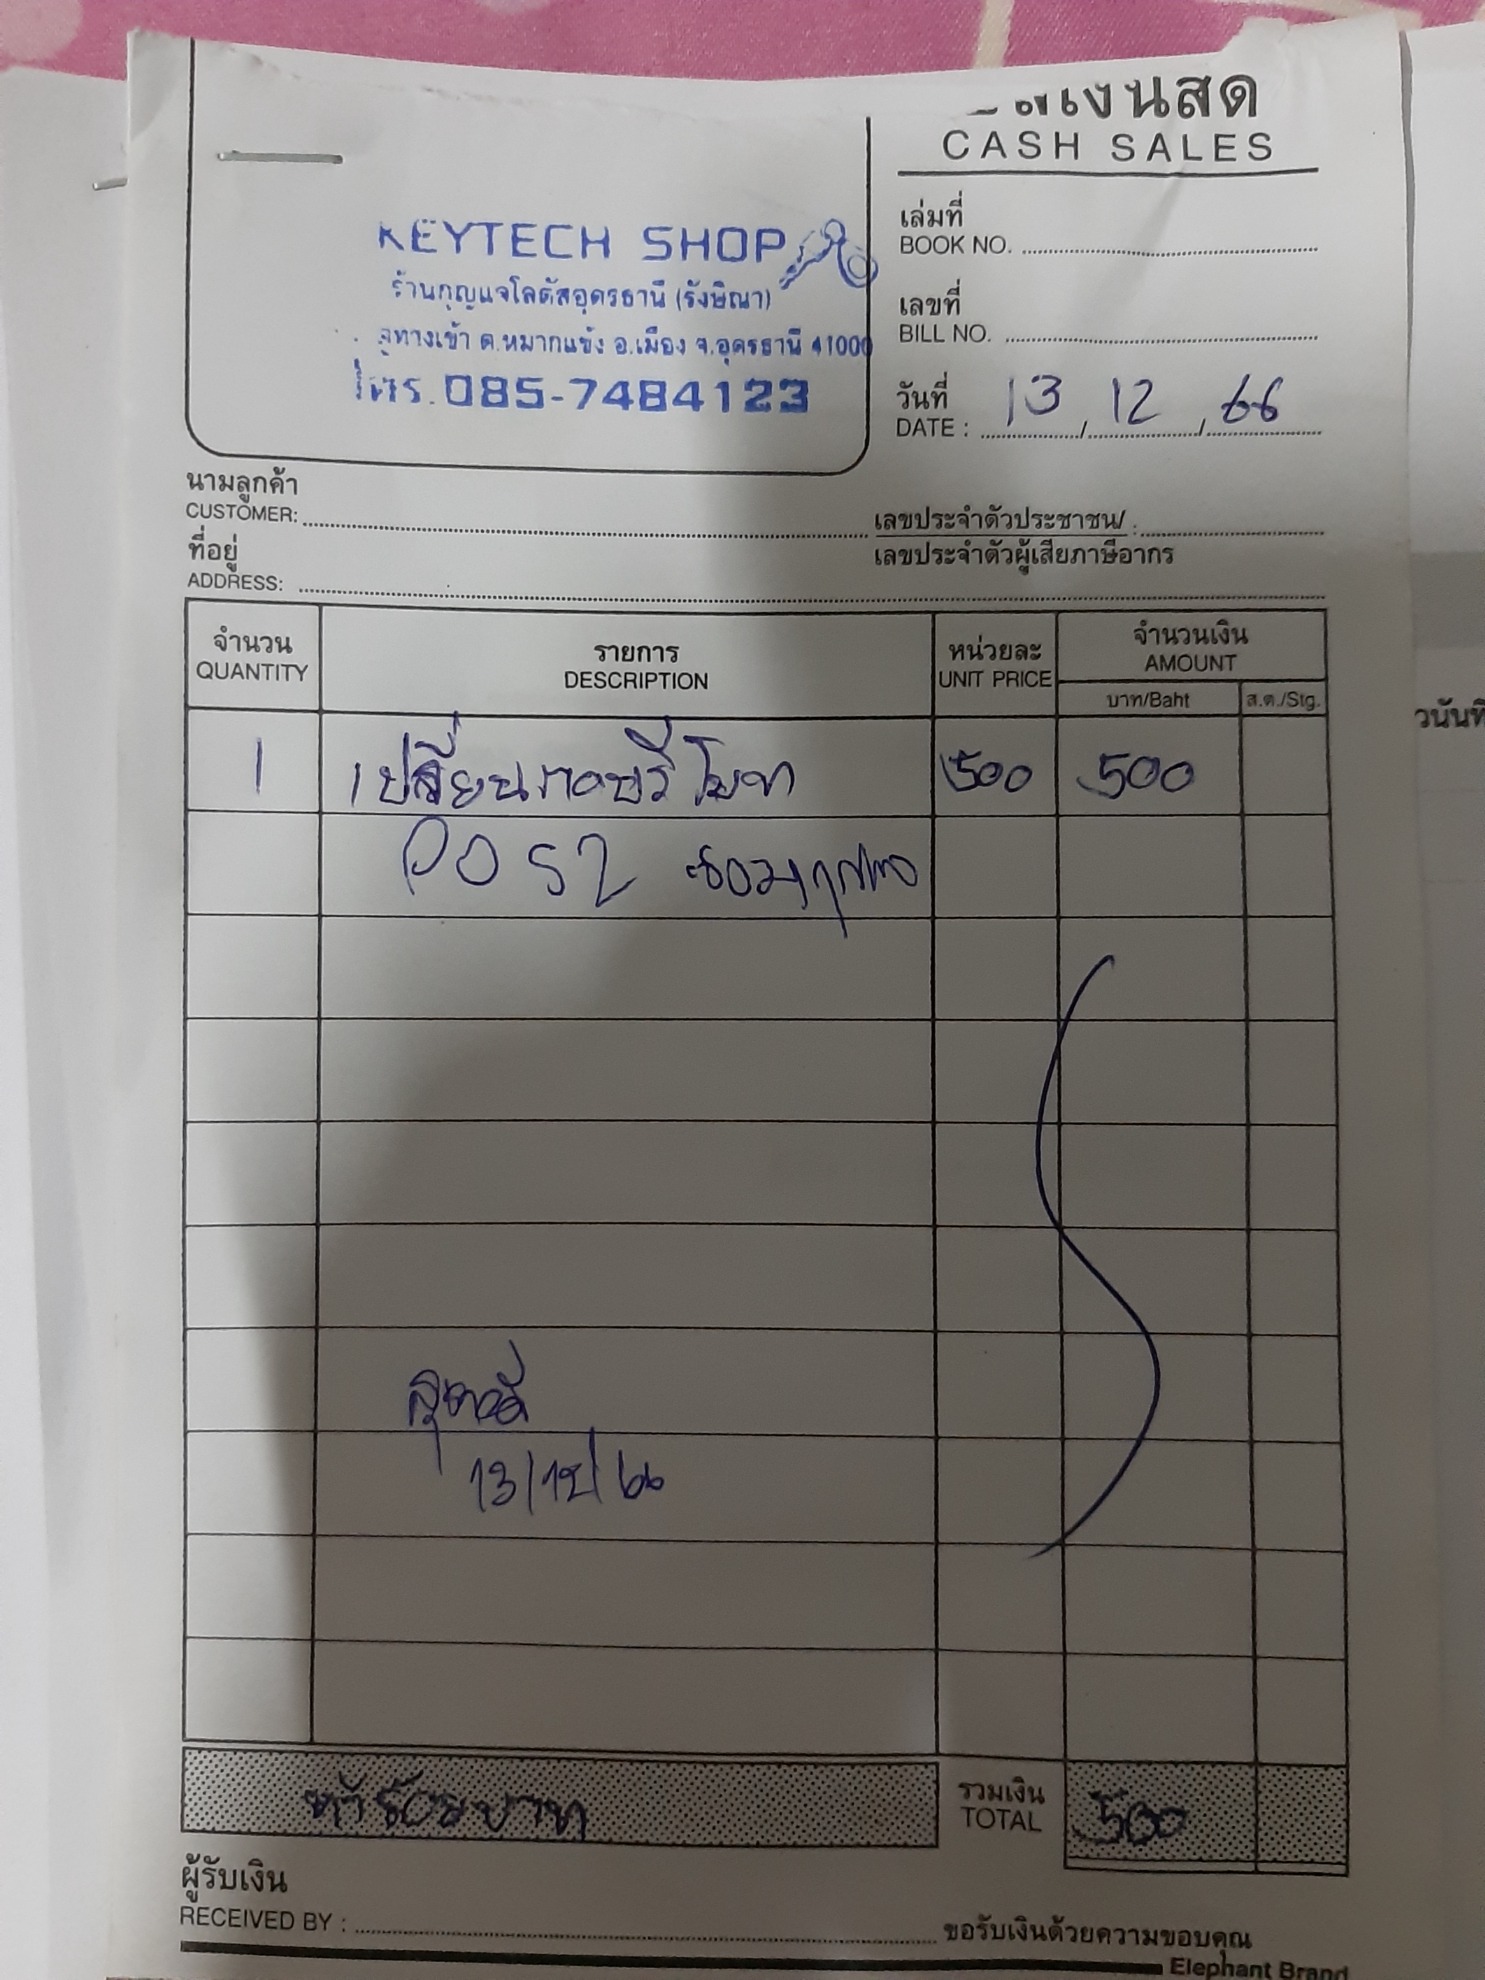 CASH SALES
KEYTECH SHOP
ร้านกุญแจโลตัสอุดรธานี (รังษิณา)
ทางเข้า ต.หมากแข้ง อ.เมือง จ.อุดรธานี 41000
โทร. 085-7484123
เล่มที่
BOOK NO.
เลขที่
BILL NO.
วันที่
DATE : 13 / 12 / 66
นามลูกค้า
CUSTOMER:
เลขประจำตัวประชาชน/ :
เลขประจำตัวผู้เสียภาษีอากร
ที่อยู่
ADDRESS:
จำนวน รายการ หน่วยละ จำนวนเงิน
QUANTITY DESCRIPTION UNIT PRICE AMOUNT
บาท/Baht ส.ต./Stg.
1 เปลี่ยน รีโมท 500 500
13/12/66
ห้าร้อยบาท
รวมเงิน
TOTAL 500
ผู้รับเงิน
RECEIVED BY :
ขอรับเงินด้วยความขอบคุณ
Elephant Brand
วันที่